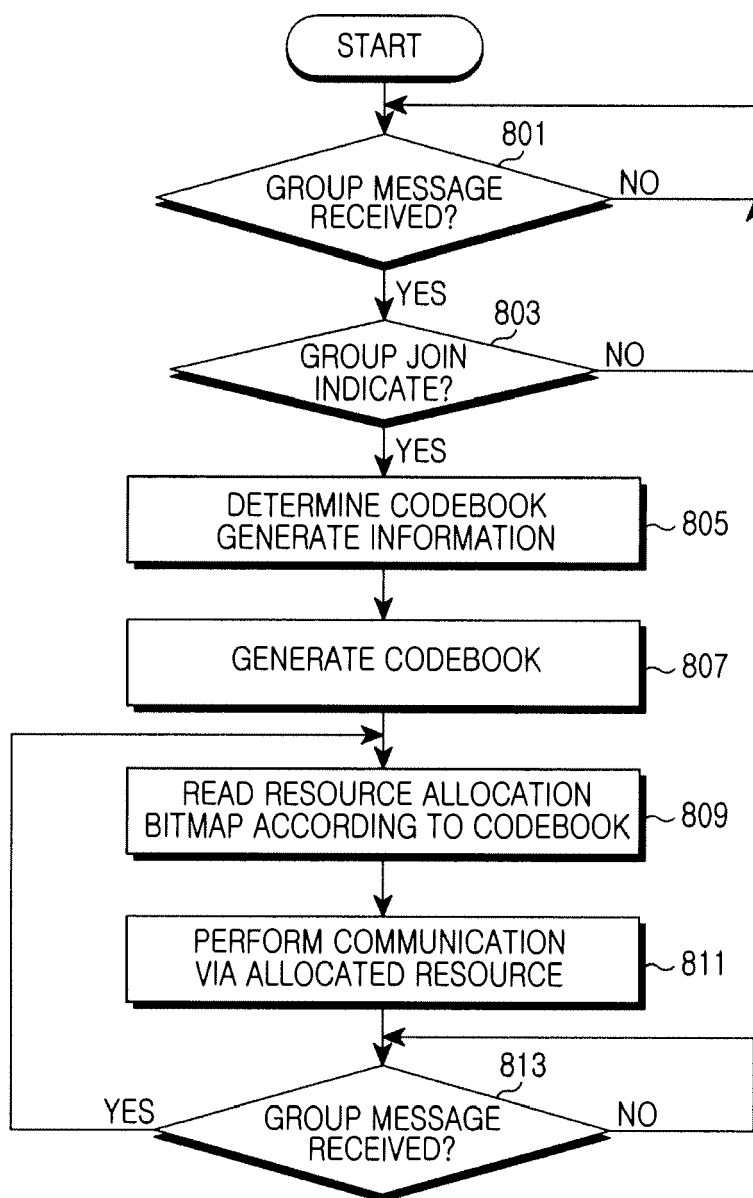 START
801
GROUP MESSAGE
RECEIVED?
NO
YES
803
GROUP JOIN
INDICATE?
NO
YES
DETERMINE CODEBOOK
GENERATE INFORMATION
805
GENERATE CODEBOOK
807
READ RESOURCE ALLOCATION
BITMAP ACCORDING TO CODEBOOK
809
PERFORM COMMUNICATION
VIA ALLOCATED RESOURCE
811
813
YES
GROUP MESSAGE
RECEIVED?
NO